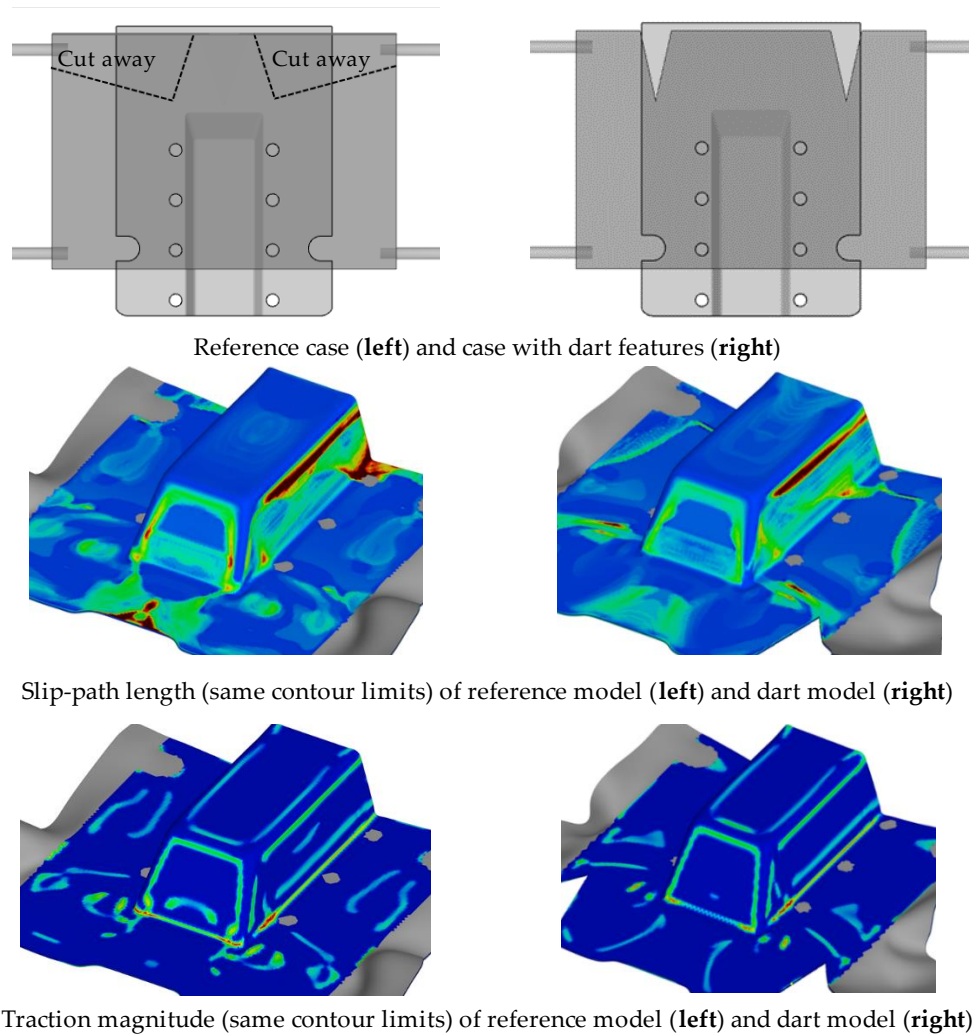 Cut away
Cut away
Reference case (left) and case with dart features (right)
Slip-path length (same contour limits) of reference model (left) and dart model (right)
Traction magnitude (same contour limits) of reference model (left) and dart model (right)